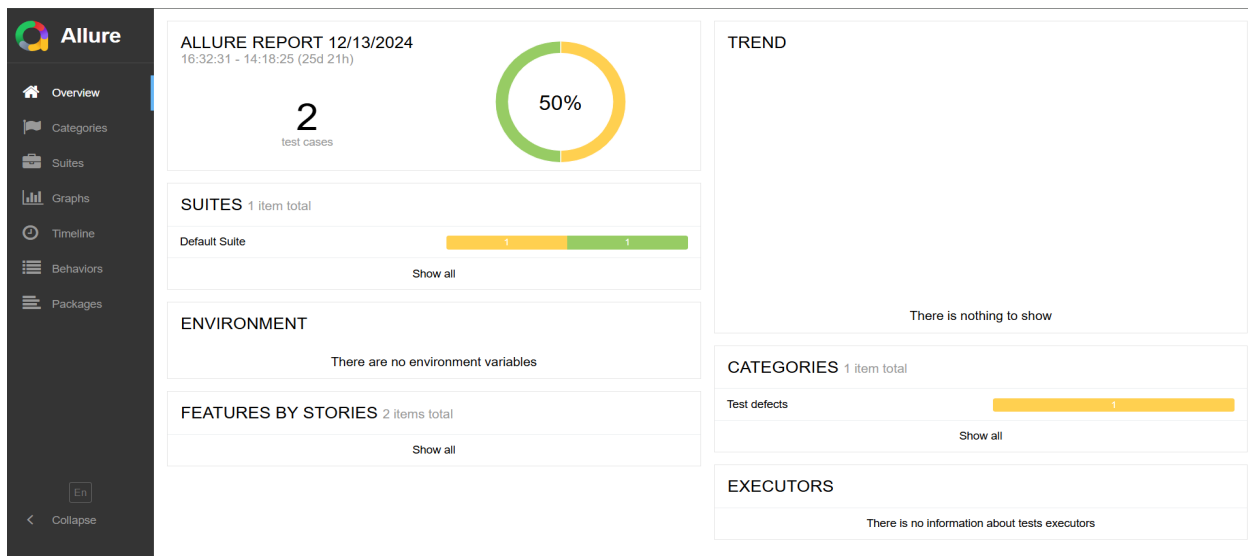 Allure
Overview
Categories
Suites
Graphs
Timeline
Behaviors
Packages
En
Collapse
ALLURE REPORT 12/13/2024
16:32:31 - 14:18:25 (25d 21h)
2
test cases
50%
SUITES 1 item total
Default Suite 1 1
Show all
ENVIRONMENT
There are no environment variables
FEATURES BY STORIES 2 items total
Show all
TREND
There is nothing to show
CATEGORIES 1 item total
Test defects 1
Show all
EXECUTORS
There is no information about tests executors